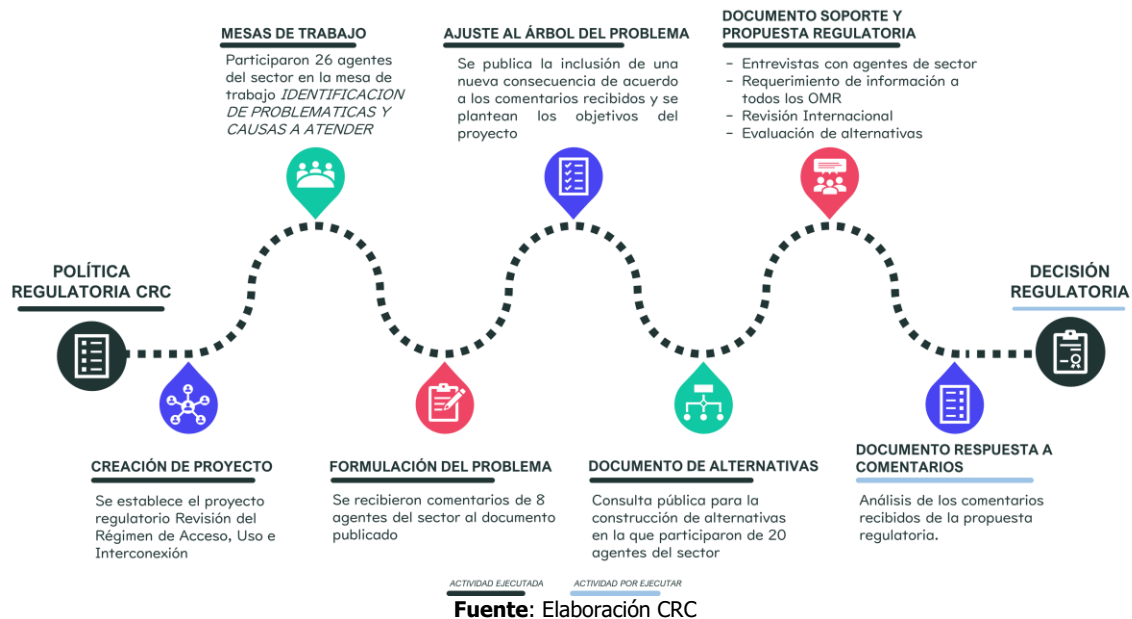 MESAS DE TRABAJO
Participaron 26 agentes
del sector en la mesa de
trabajo IDENTIFICACION
DE PROBLEMATICAS Y
CAUSAS A ATENDER
AJUSTE AL ÁRBOL DEL PROBLEMA
Se publica la inclusión de una
nueva consecuencia de acuerdo
a los comentarios recibidos y se
plantean los objetivos del
proyecto
DOCUMENTO SOPORTE Y
PROPUESTA REGULATORIA
- Entrevistas con agentes de sector
- Requerimiento de información a
todos los OMR
- Revisión Internacional
- Evaluación de alternativas
POLÍTICA
REGULATORIA CRC
DECISIÓN
REGULATORIA
CREACIÓN DE PROYECTO
Se establece el proyecto
regulatorio Revisión del
Régimen de Acceso, Uso e
Interconexión
FORMULACIÓN DEL PROBLEMA
Se recibieron comentarios de 8
agentes del sector al documento
publicado
DOCUMENTO DE ALTERNATIVAS
Consulta pública para la
construcción de alternativas
en la que participaron de 20
agentes del sector
DOCUMENTO RESPUESTA A
COMENTARIOS
Análisis de los comentarios
recibidos de la propuesta
regulatoria.
ACTIVIDAD EJECUTADA
ACTIVIDAD POR EJECUTAR
Fuente: Elaboración CRC